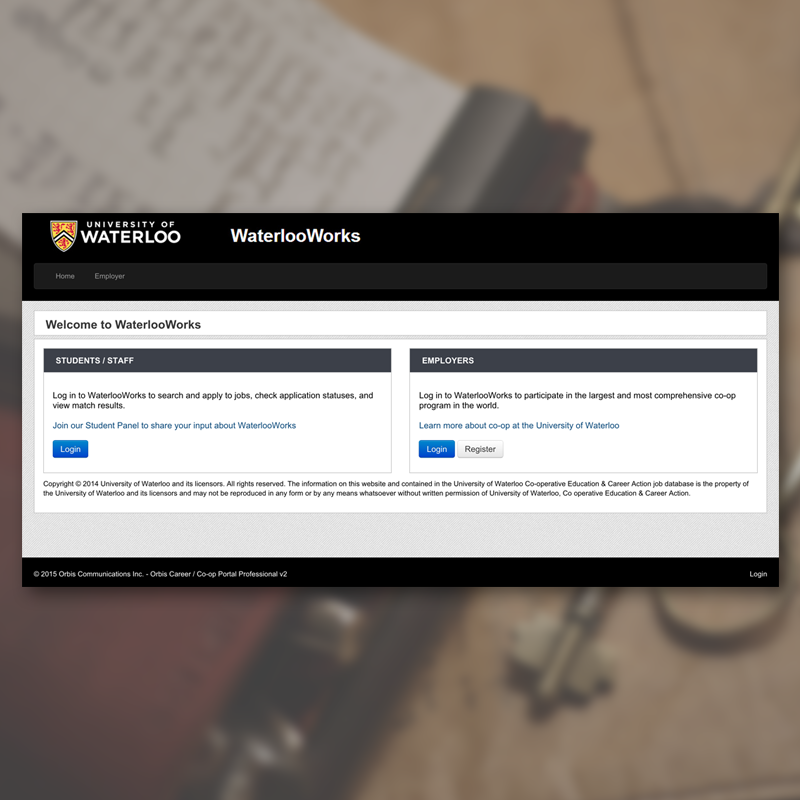 UNIVERSITY OF
WATERLOO
WaterlooWorks
Home
Employer
Welcome to WaterlooWorks
STUDENTS / STAFF
Log in to WaterlooWorks to search and apply to jobs, check application statuses, and
view match results.
Join our Student Panel to share your input about WaterlooWorks
Login
EMPLOYERS
Log in to WaterlooWorks to participate in the largest and most comprehensive co-op
program in the world.
Learn more about co-op at the University of Waterloo
Login
Register
Copyright © 2014 University of Waterloo and its licensors. All rights reserved. The information on this website and contained in the University of Waterloo Co-operative Education & Career Action job database is the property of
the University of Waterloo and its licensors and may not be reproduced in any form or by any means whatsoever without written permission of University of Waterloo, Co operative Education & Career Action.
© 2015 Orbis Communications Inc. - Orbis Career / Co-op Portal Professional v2
Login